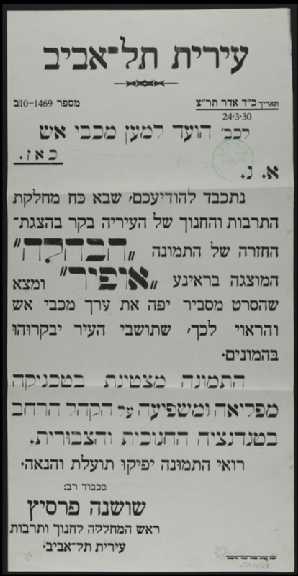 עירית תל־אביב
תאריך כ״ד אדר תר״צ
מספר 1469־10ב
24·3·30
לכב׳ הועד למען מכבי אש
כאן.
א. נ.
נתכבד להודיעכם, שבא כח מחלקת
התרבות והחנוך של העיריה בקר בהצגת־
החזרה של התמונה „הבהלה"
המוצגה בראינע „אופיר" ומצא
שהסרט מסביר יפה את ערך מכבי אש
והראוי לכך, שתושבי העיר יבקרוהו
בהמונים.
התמונה מצטינת בטכניקה
מפליאה ומשפיעה על הקהל הרחב
בטנדנציה החנוכית והצבורית.
רואי התמונה יפיקו תועלת והנאה.
בכבוד רב:
שושנה פרסיץ
ראש המחלקה לחנוך ותרבות
עירית תל־אביב.